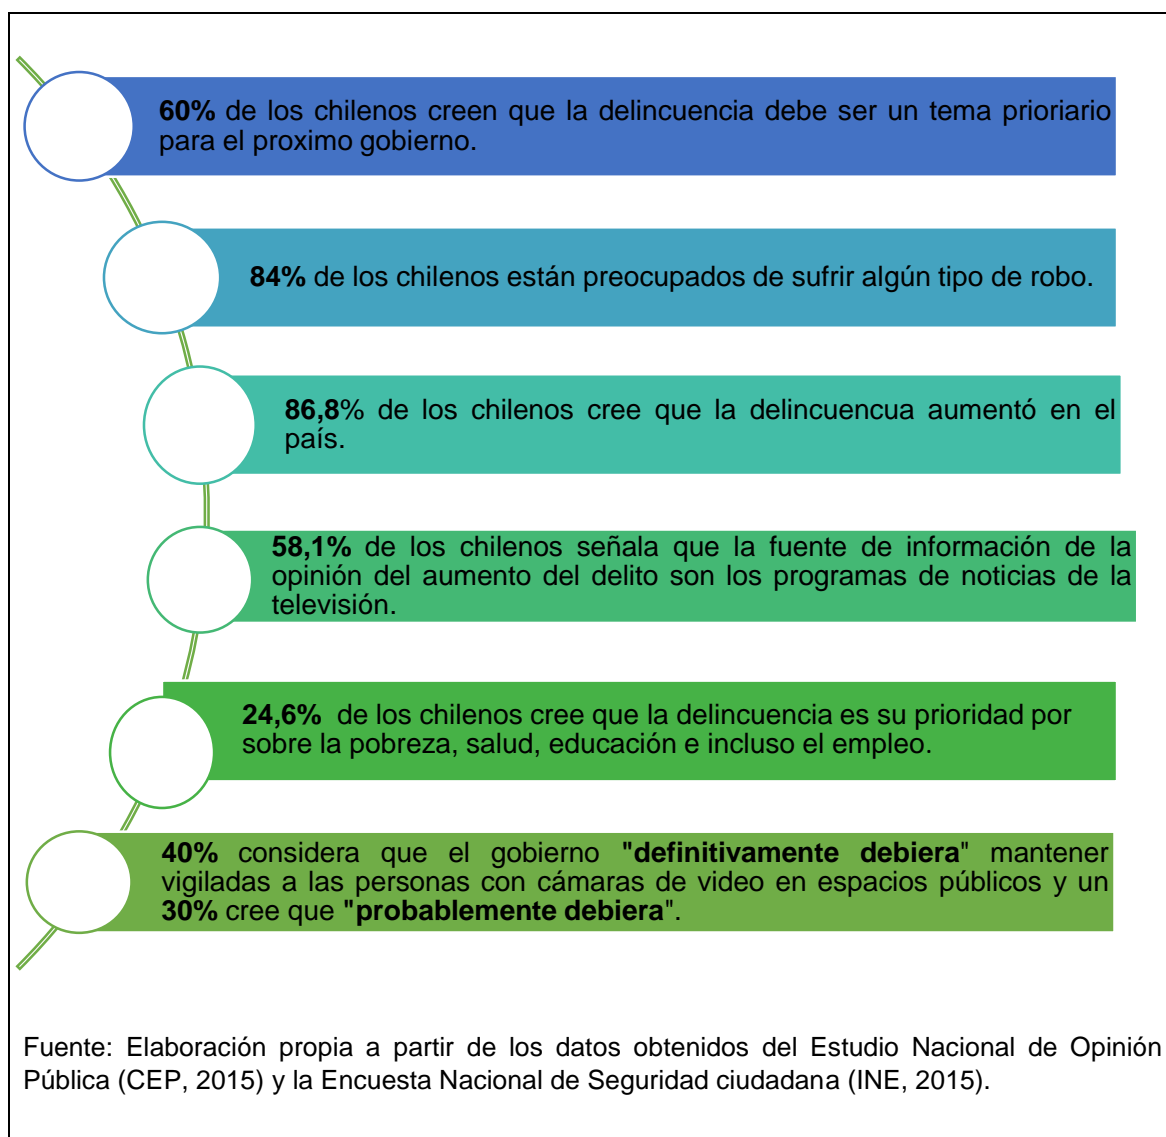 60% de los chilenos creen que la delincuencia debe ser un tema prioriario
para el proximo gobierno.
84% de los chilenos están preocupados de sufrir algún tipo de robo.
86,8% de los chilenos cree que la delincuencua aumentó en el
país.
58,1% de los chilenos señala que la fuente de información de la
opinión del aumento del delito son los programas de noticias de la
televisión.
24,6% de los chilenos cree que la delincuencia es su prioridad por
sobre la pobreza, salud, educación e incluso el empleo.
40% considera que el gobierno "definitivamente debiera" mantener
vigiladas a las personas con cámaras de video en espacios públicos y un
30% cree que "probablemente debiera".
Fuente: Elaboración propia a partir de los datos obtenidos del Estudio Nacional de Opinión
Pública (CEP, 2015) y la Encuesta Nacional de Seguridad ciudadana (INE, 2015).